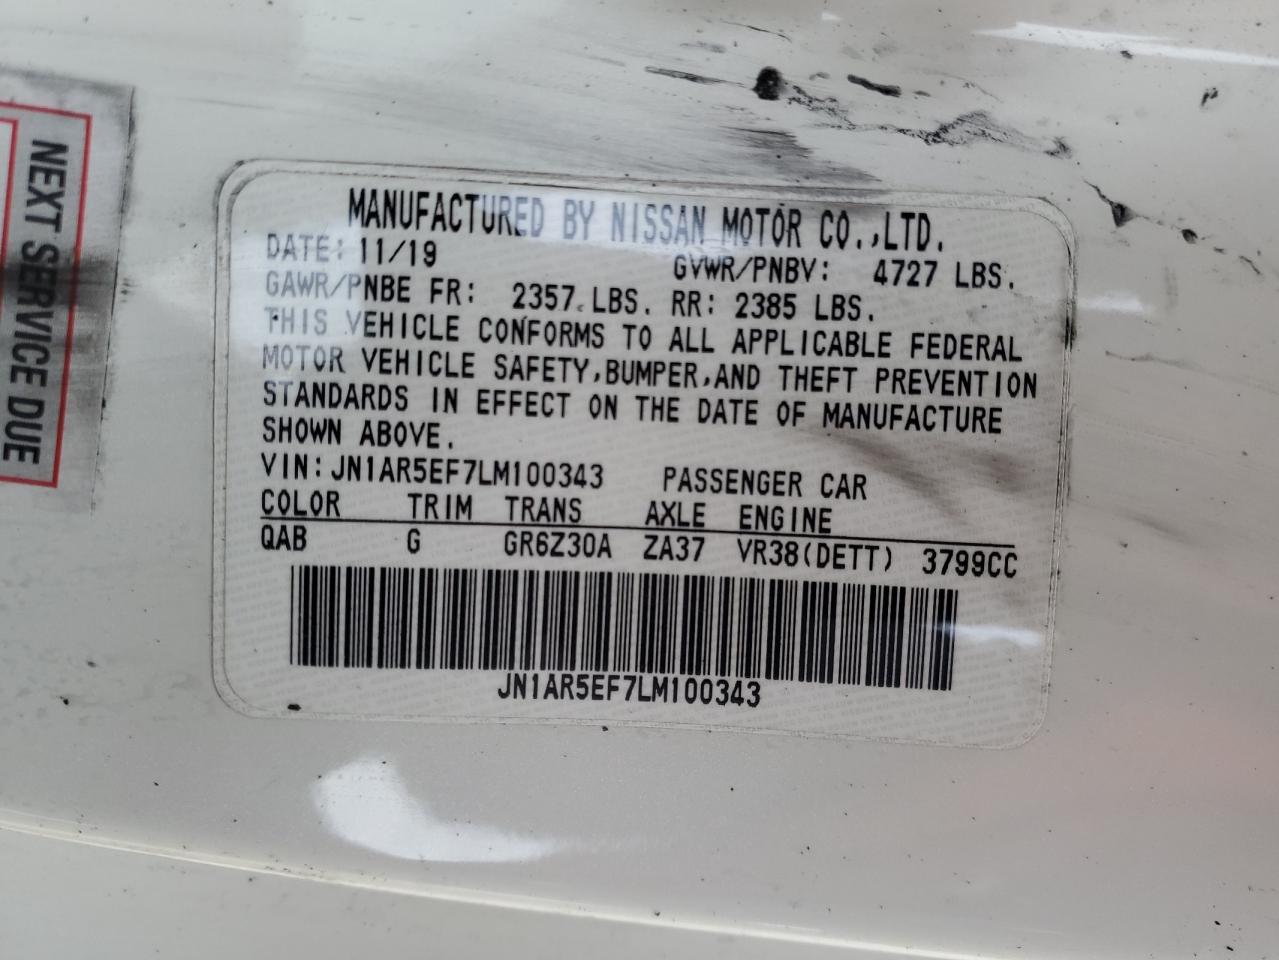 NEXT SERVICE DUE
MANUFACTURED BY NISSAN MOTOR CO.,LTD.
DATE: 11/19 GVWR/PNBV: 4727 LBS.
GAWR/PNBE FR: 2357 LBS. RR: 2385 LBS.
THIS VEHICLE CONFORMS TO ALL APPLICABLE FEDERAL
MOTOR VEHICLE SAFETY,BUMPER,AND THEFT PREVENTION
STANDARDS IN EFFECT ON THE DATE OF MANUFACTURE
SHOWN ABOVE.
VIN:JN1AR5EF7LM100343 PASSENGER CAR
COLOR TRIM TRANS AXLE ENGINE
QAB G GR6Z30A ZA37 VR38(DETT) 3799CC
JN1AR5EF7LM100343